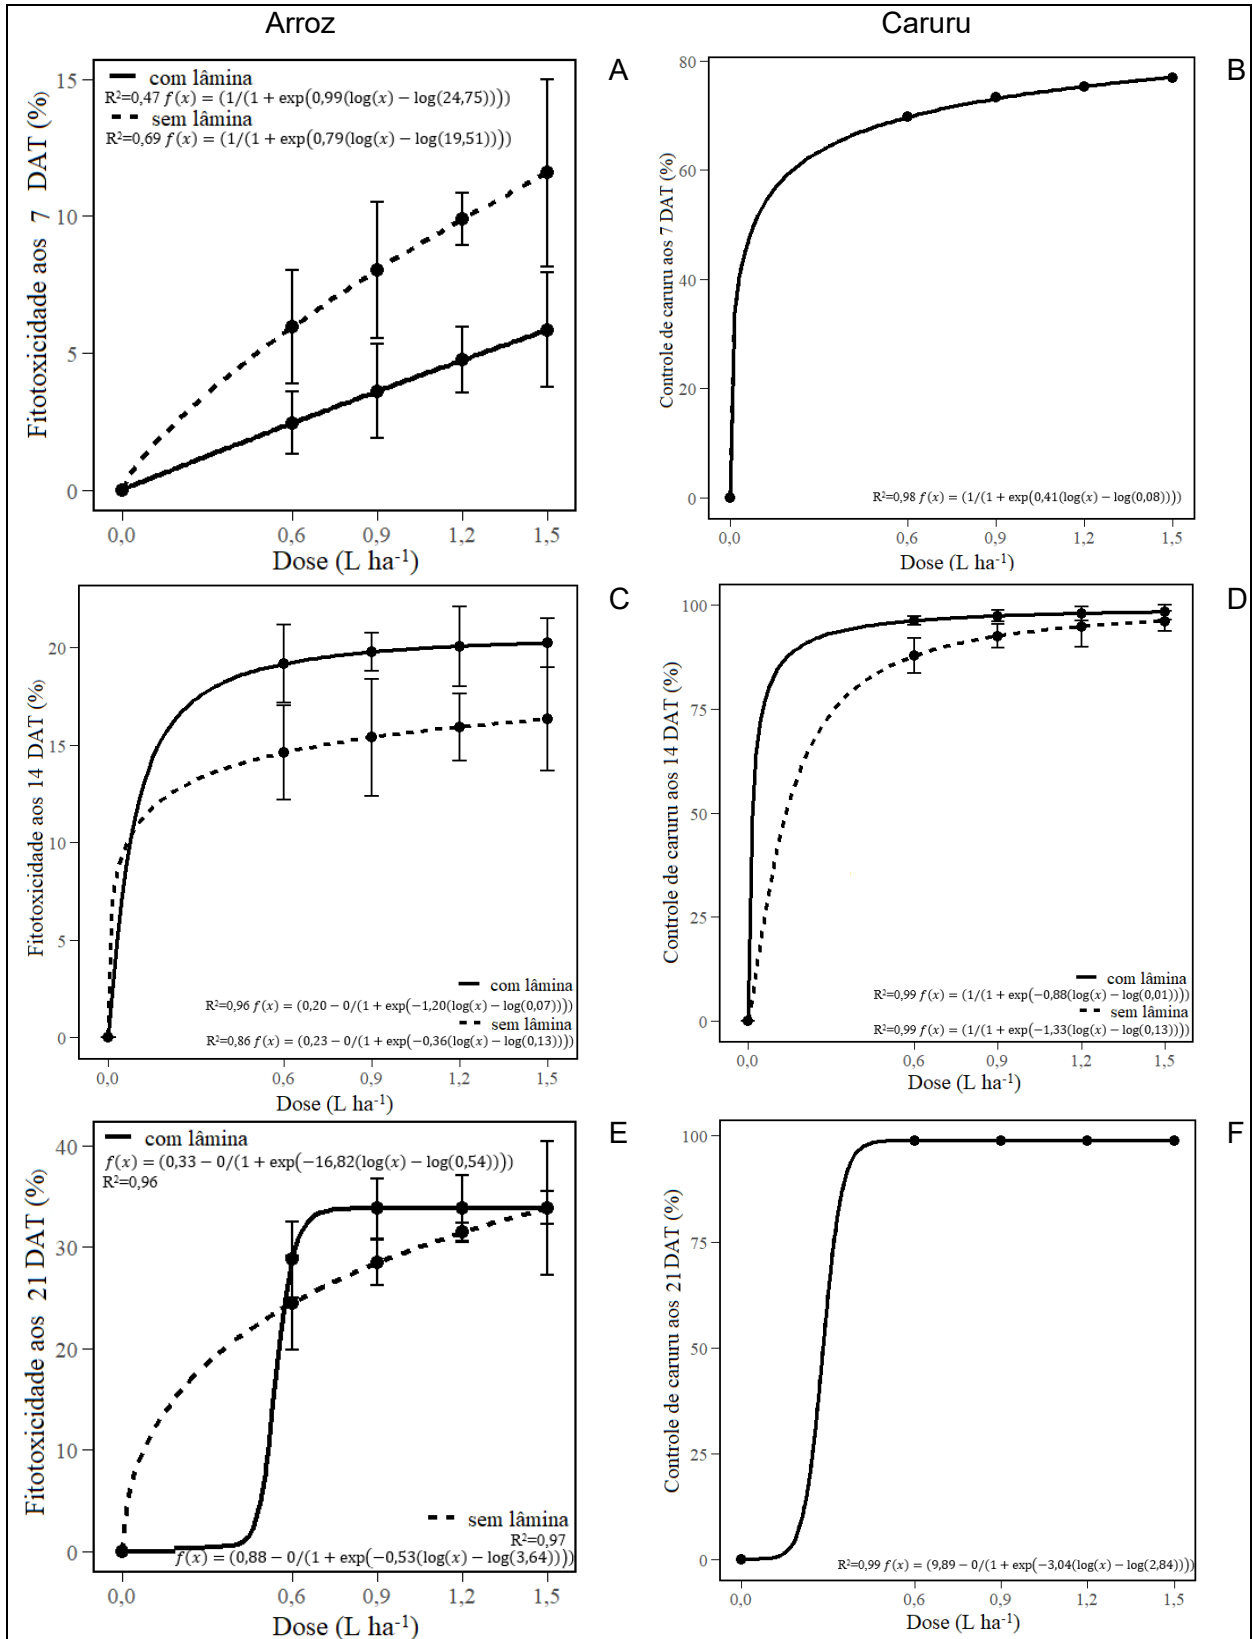 Arroz
Caruru
A
Fitotoxicidade aos 7 DAT (%)
15
10
5
0
com lâmina
R²=0,47 f(x) = (1/(1 + exp(0,99(log(x) − log(24,75))))
sem lâmina
R²=0,69 f(x) = (1/(1 + exp(0,79(log(x) − log(19,51))))
0,0 0,6 0,9 1,2 1,5
Dose (L ha⁻¹)
B
Controle de caruru aos 7 DAT (%)
80
60
40
20
0
R²=0,98 f(x) = (1/(1 + exp(0,41(log(x) − log(0,08))))
0,0 0,6 0,9 1,2 1,5
Dose (L ha⁻¹)
C
Fitotoxicidade aos 14 DAT (%)
20
15
10
5
0
com lâmina
R²=0,96 f(x) = (0,20 − 0/(1 + exp(−1,20(log(x) − log(0,07))))
sem lâmina
R²=0,86 f(x) = (0,23 − 0/(1 + exp(−0,36(log(x) − log(0,13))))
0,0 0,6 0,9 1,2 1,5
Dose (L ha⁻¹)
D
Controle de caruru aos 14 DAT (%)
100
75
50
25
0
com lâmina
R²=0,99 f(x) = (1/(1 + exp(−0,88(log(x) − log(0,01))))
sem lâmina
R²=0,99 f(x) = (1/(1 + exp(−1,33(log(x) − log(0,13))))
0,0 0,6 0,9 1,2 1,5
Dose (L ha⁻¹)
E
Fitotoxicidade aos 21 DAT (%)
40
30
20
10
0
com lâmina
f(x) = (0,33 − 0/(1 + exp(−16,82(log(x) − log(0,54))))
R²=0,96
sem lâmina
R²=0,97
f(x) = (0,88 − 0/(1 + exp(−0,53(log(x) − log(3,64))))
0,0 0,6 0,9 1,2 1,5
Dose (L ha⁻¹)
F
Controle de caruru aos 21 DAT (%)
100
75
50
25
0
R²=0,99 f(x) = (9,89 − 0/(1 + exp(−3,04(log(x) − log(2,84))))
0,0 0,6 0,9 1,2 1,5
Dose (L ha⁻¹)